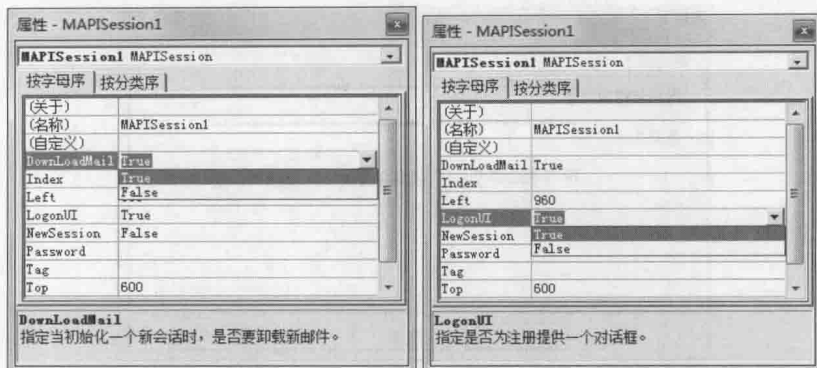 属性 - MAPISession1
MAPISession1 MAPISession
按字母序 按分类序
(关于)
(名称) MAPISession1
(自定义)
DownLoadMail True
Index True
Left False
LogonUI True
NewSession False
Password
Tag
Top 600
DownLoadMail
指定当初始化一个新会话时，是否要卸载新邮件。
属性 - MAPISession1
MAPISession1 MAPISession
按字母序 按分类序
(关于)
(名称) MAPISession1
(自定义)
DownLoadMail True
Index
Left 960
LogonUI True
NewSession True
Password False
Tag
Top 600
LogonUI
指定是否为注册提供一个对话框。